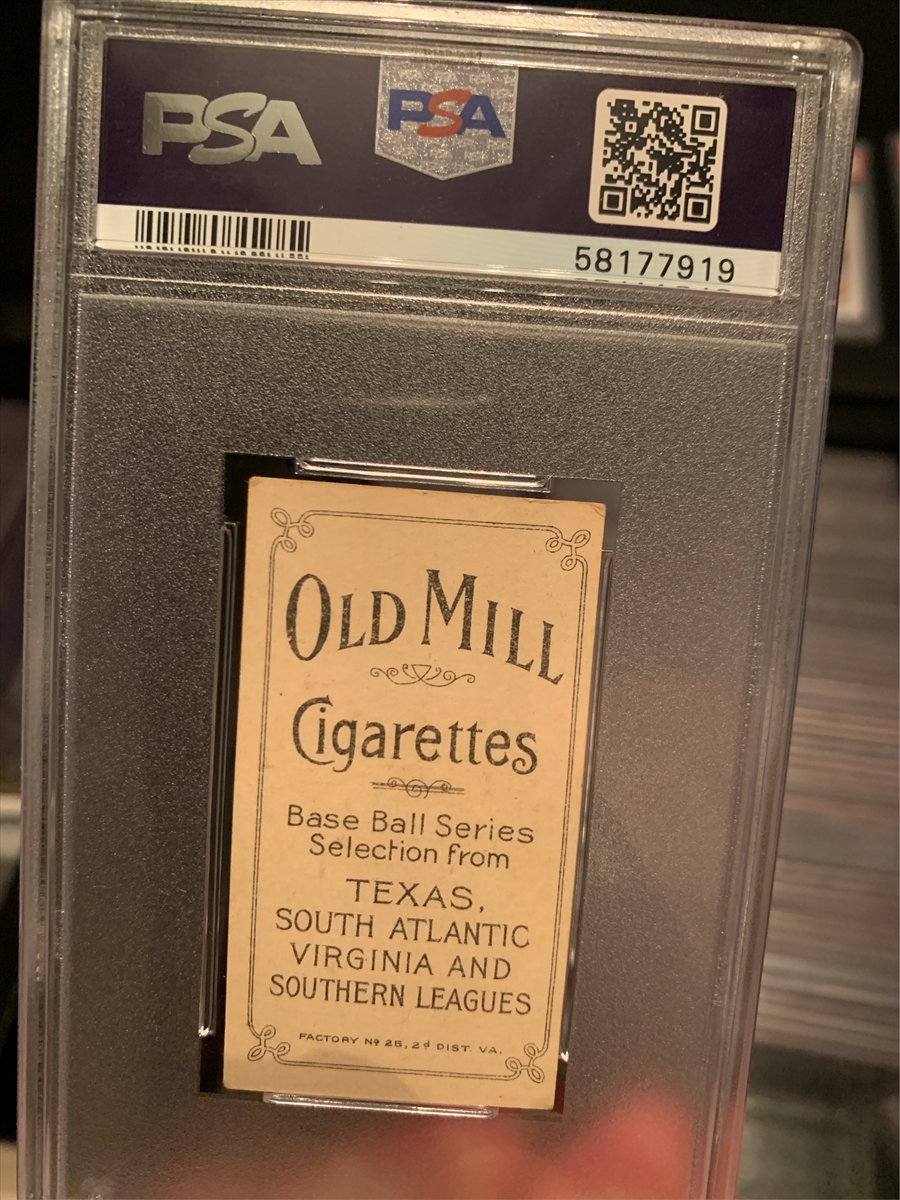 PSA
PSA
58177919
OLD MILL
Cigarettes
Base Ball Series
Selection from
TEXAS,
SOUTH ATLANTIC
VIRGINIA AND
SOUTHERN LEAGUES
FACTORY Nº 25, 2d DIST. VA.